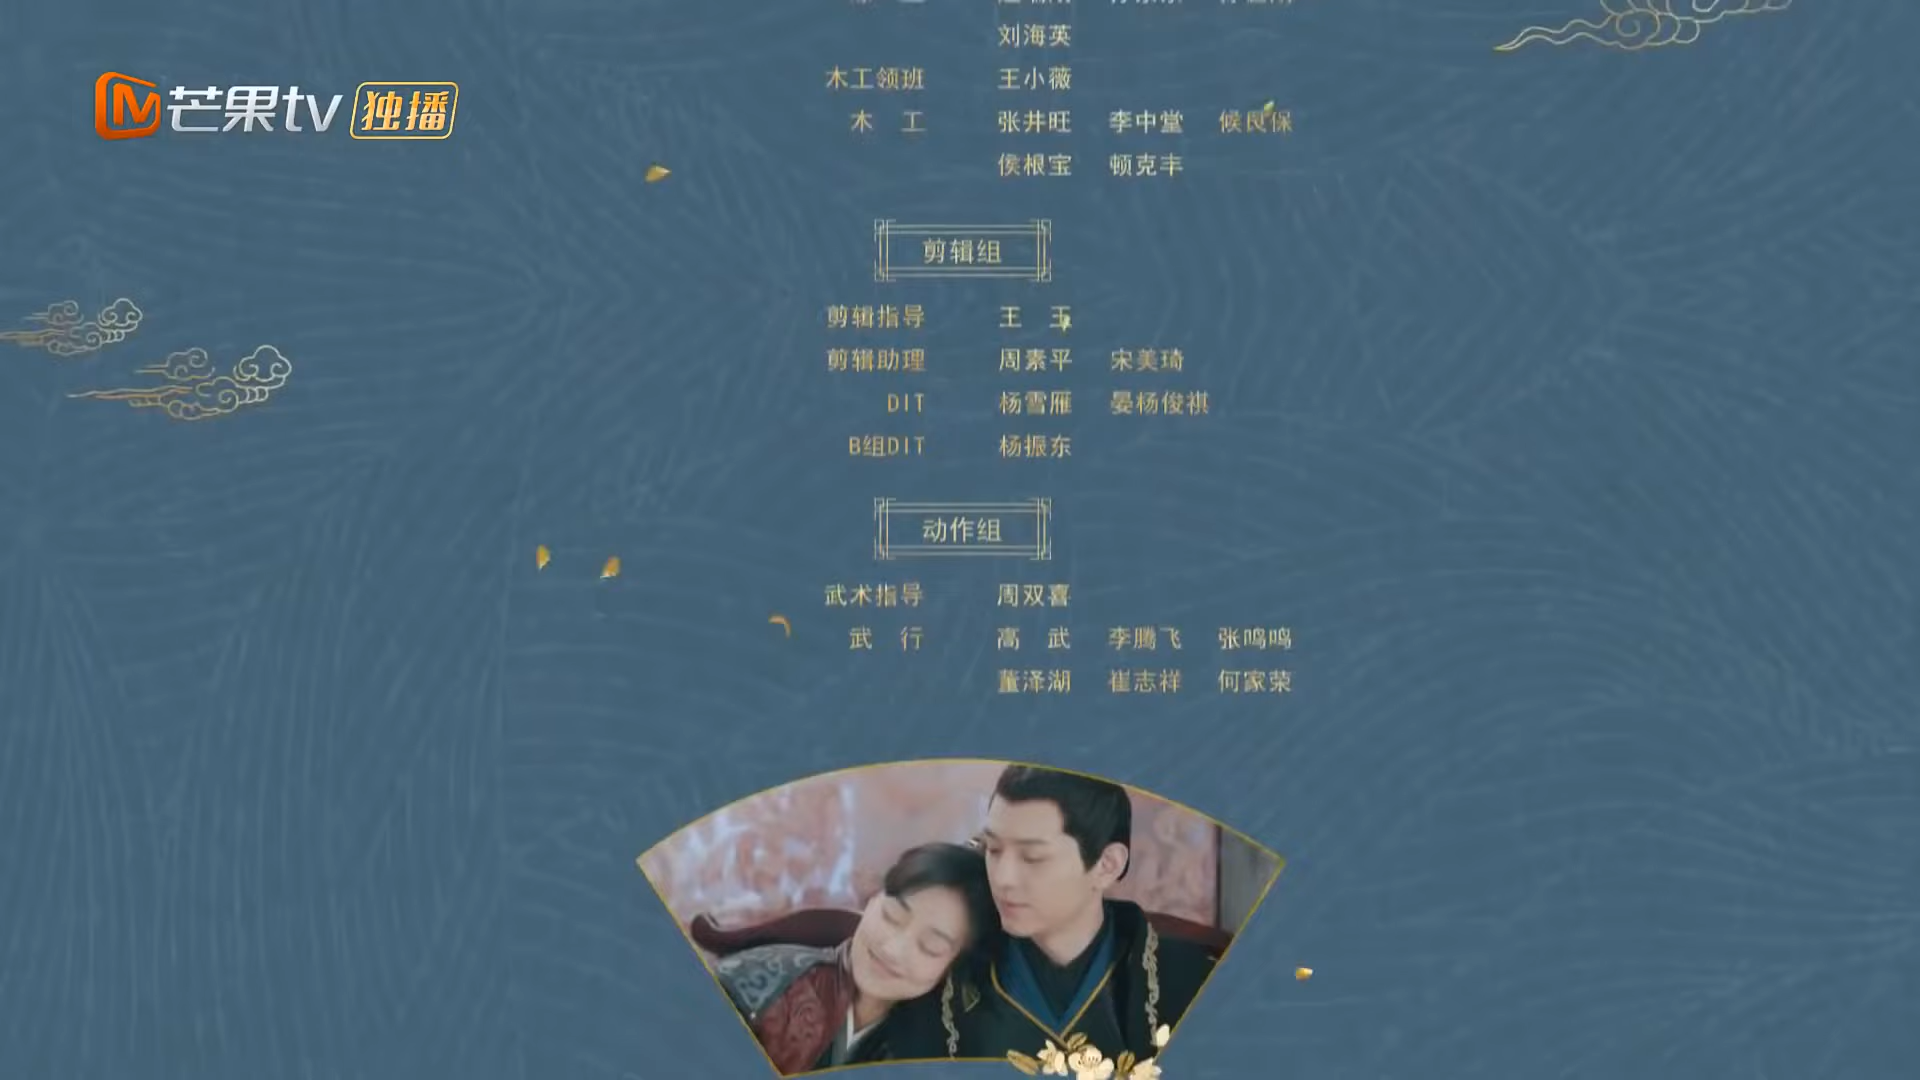 刘海英
芒果tv 独播
木工领班 王小薇
木 工 张井旺 李中堂 候良保
侯根宝 顿克丰
剪辑组
剪辑指导 王 玉
剪辑助理 周素平 宋美琦
DIT 杨雪雁 晏杨俊祺
B组DIT 杨振东
动作组
武术指导 周双喜
武 行 高 武 李腾飞 张鸣鸣
董泽湖 崔志祥 何家荣